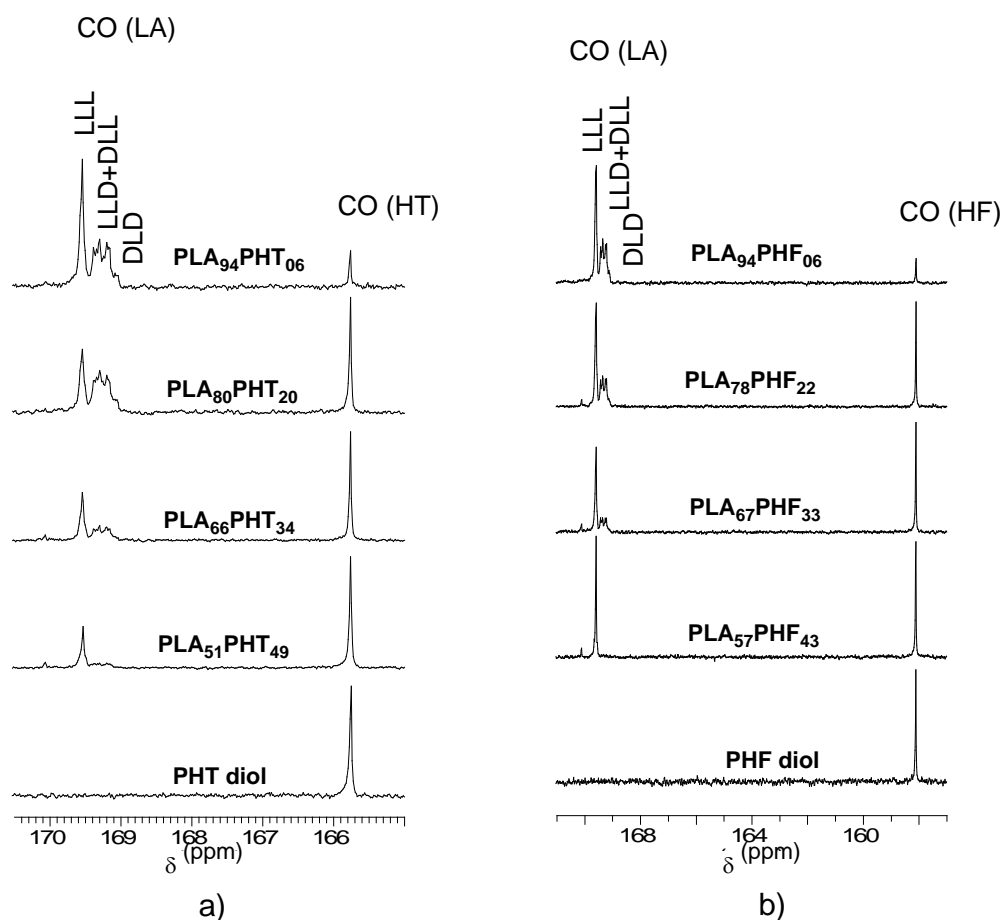 CO (LA)
LLL
LLD+DLL
DLD
CO (HT)
PLA94PHT06
PLA80PHT20
PLA66PHT34
PLA51PHT49
PHT diol
170 169 168 167 166
δ (ppm)
a)
CO (LA)
LLL
LLD+DLL
DLD
CO (HF)
PLA94PHF06
PLA78PHF22
PLA67PHF33
PLA57PHF43
PHF diol
168 164 160
δ (ppm)
b)